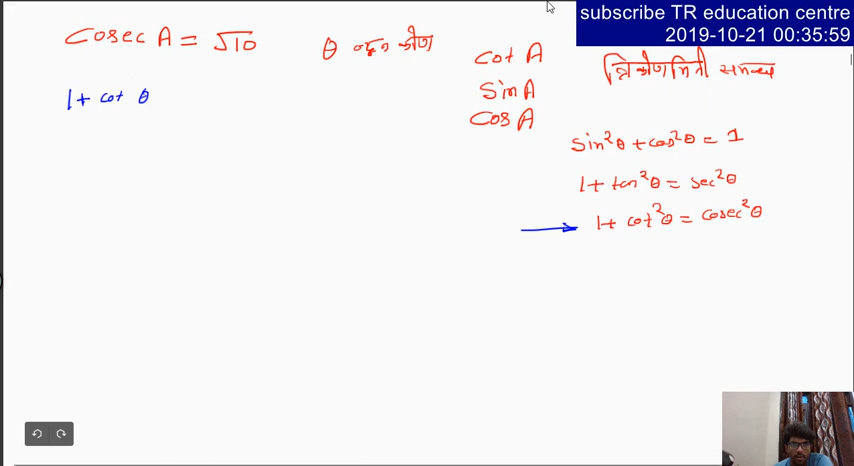 subscribe TR education centre
2019-10-21 00:35:59
Cosec A = √10
θ न्यून कोण
cot A
sin A
Cos A
त्रिकोणमिती सम्बन्ध
1 + cot θ
sin²θ + cos²θ = 1
1 + tan²θ = sec²θ
1 + cot²θ = cosec²θ